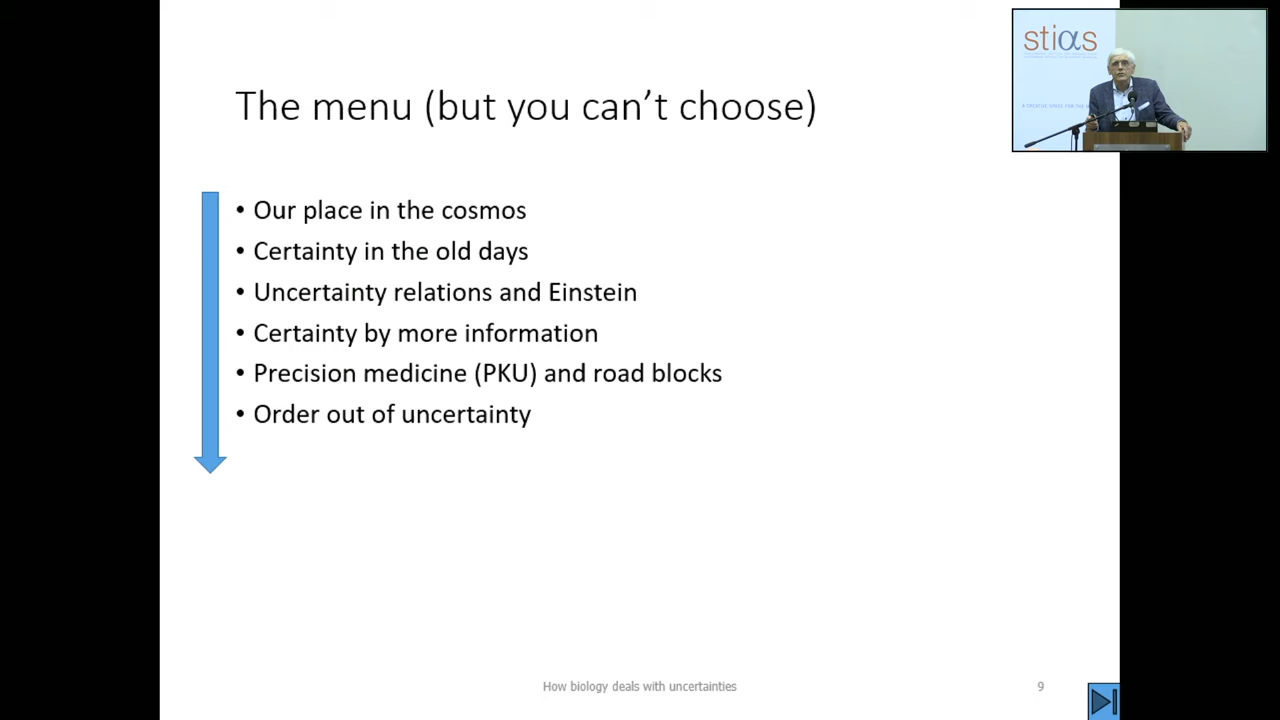 The menu (but you can't choose)
stiαs
• Our place in the cosmos
• Certainty in the old days
• Uncertainty relations and Einstein
• Certainty by more information
• Precision medicine (PKU) and road blocks
• Order out of uncertainty
How biology deals with uncertainties
9